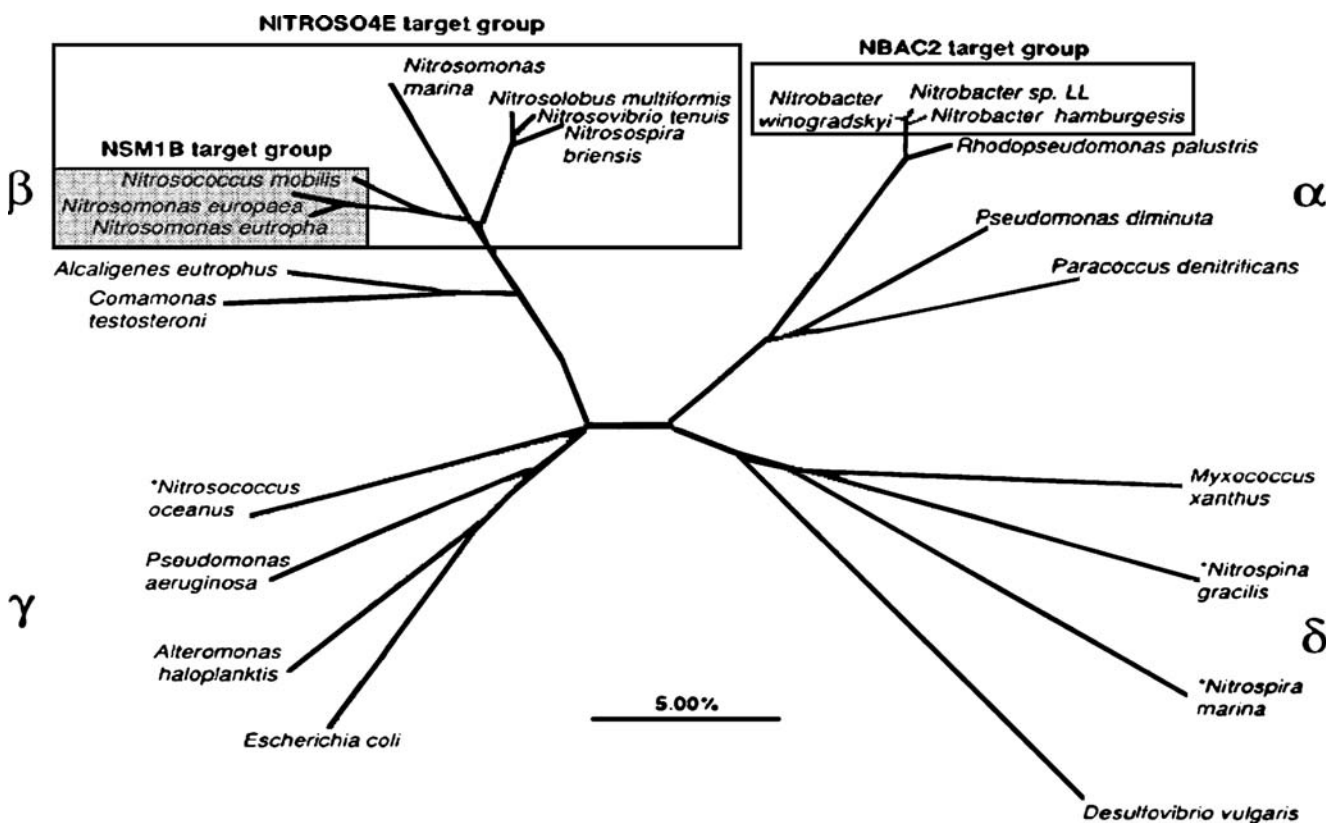 NITROSO4E target group
NBAC2 target group
Nitrosomonas
marina
Nitrosolobus multiformis
Nitrosovibrio tenuis
Nitrosospira
briensis
Nitrobacter
winogradskyi
Nitrobacter sp. LL
Nitrobacter hamburgesis
Rhodopseudomonas palustris
NSM1B target group
Nitrosococcus mobilis
Nitrosomonas europaea
Nitrosomonas eutropha
β
α
Pseudomonas diminuta
Alcaligenes eutrophus
Paracoccus denitrificans
Comamonas
testosteroni
*Nitrosococcus
oceanus
Myxococcus
xanthus
Pseudomonas
aeruginosa
*Nitrospina
gracilis
γ
δ
Alteromonas
haloplanktis
*Nitrospira
marina
5.00%
Escherichia coli
Desulfovibrio vulgaris